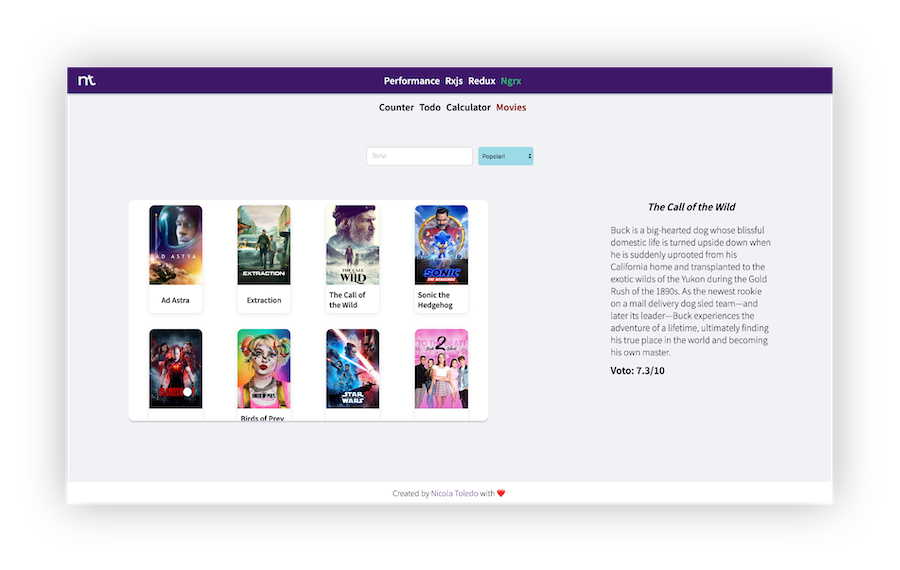 nt
Performance Rxjs Redux Ngrx
Counter Todo Calculator Movies
Scrivi...
Popolari
AD ASTRA
EXTRACTION
THE CALL
OF THE
WILD
SONIC
THE HEDGEHOG
Ad Astra
Extraction
The Call of
the Wild
Sonic the
Hedgehog
BIRDS OF PREY
STAR
WARS
TO THE BEAT!
2
Birds of Prey
The Call of the Wild
Buck is a big-hearted dog whose blissful
domestic life is turned upside down when
he is suddenly uprooted from his
California home and transplanted to the
exotic wilds of the Yukon during the Gold
Rush of the 1890s. As the newest rookie
on a mail delivery dog sled team—and
later its leader—Buck experiences the
adventure of a lifetime, ultimately finding
his true place in the world and becoming
his own master.
Voto: 7.3/10
Created by Nicola Toledo with ❤️